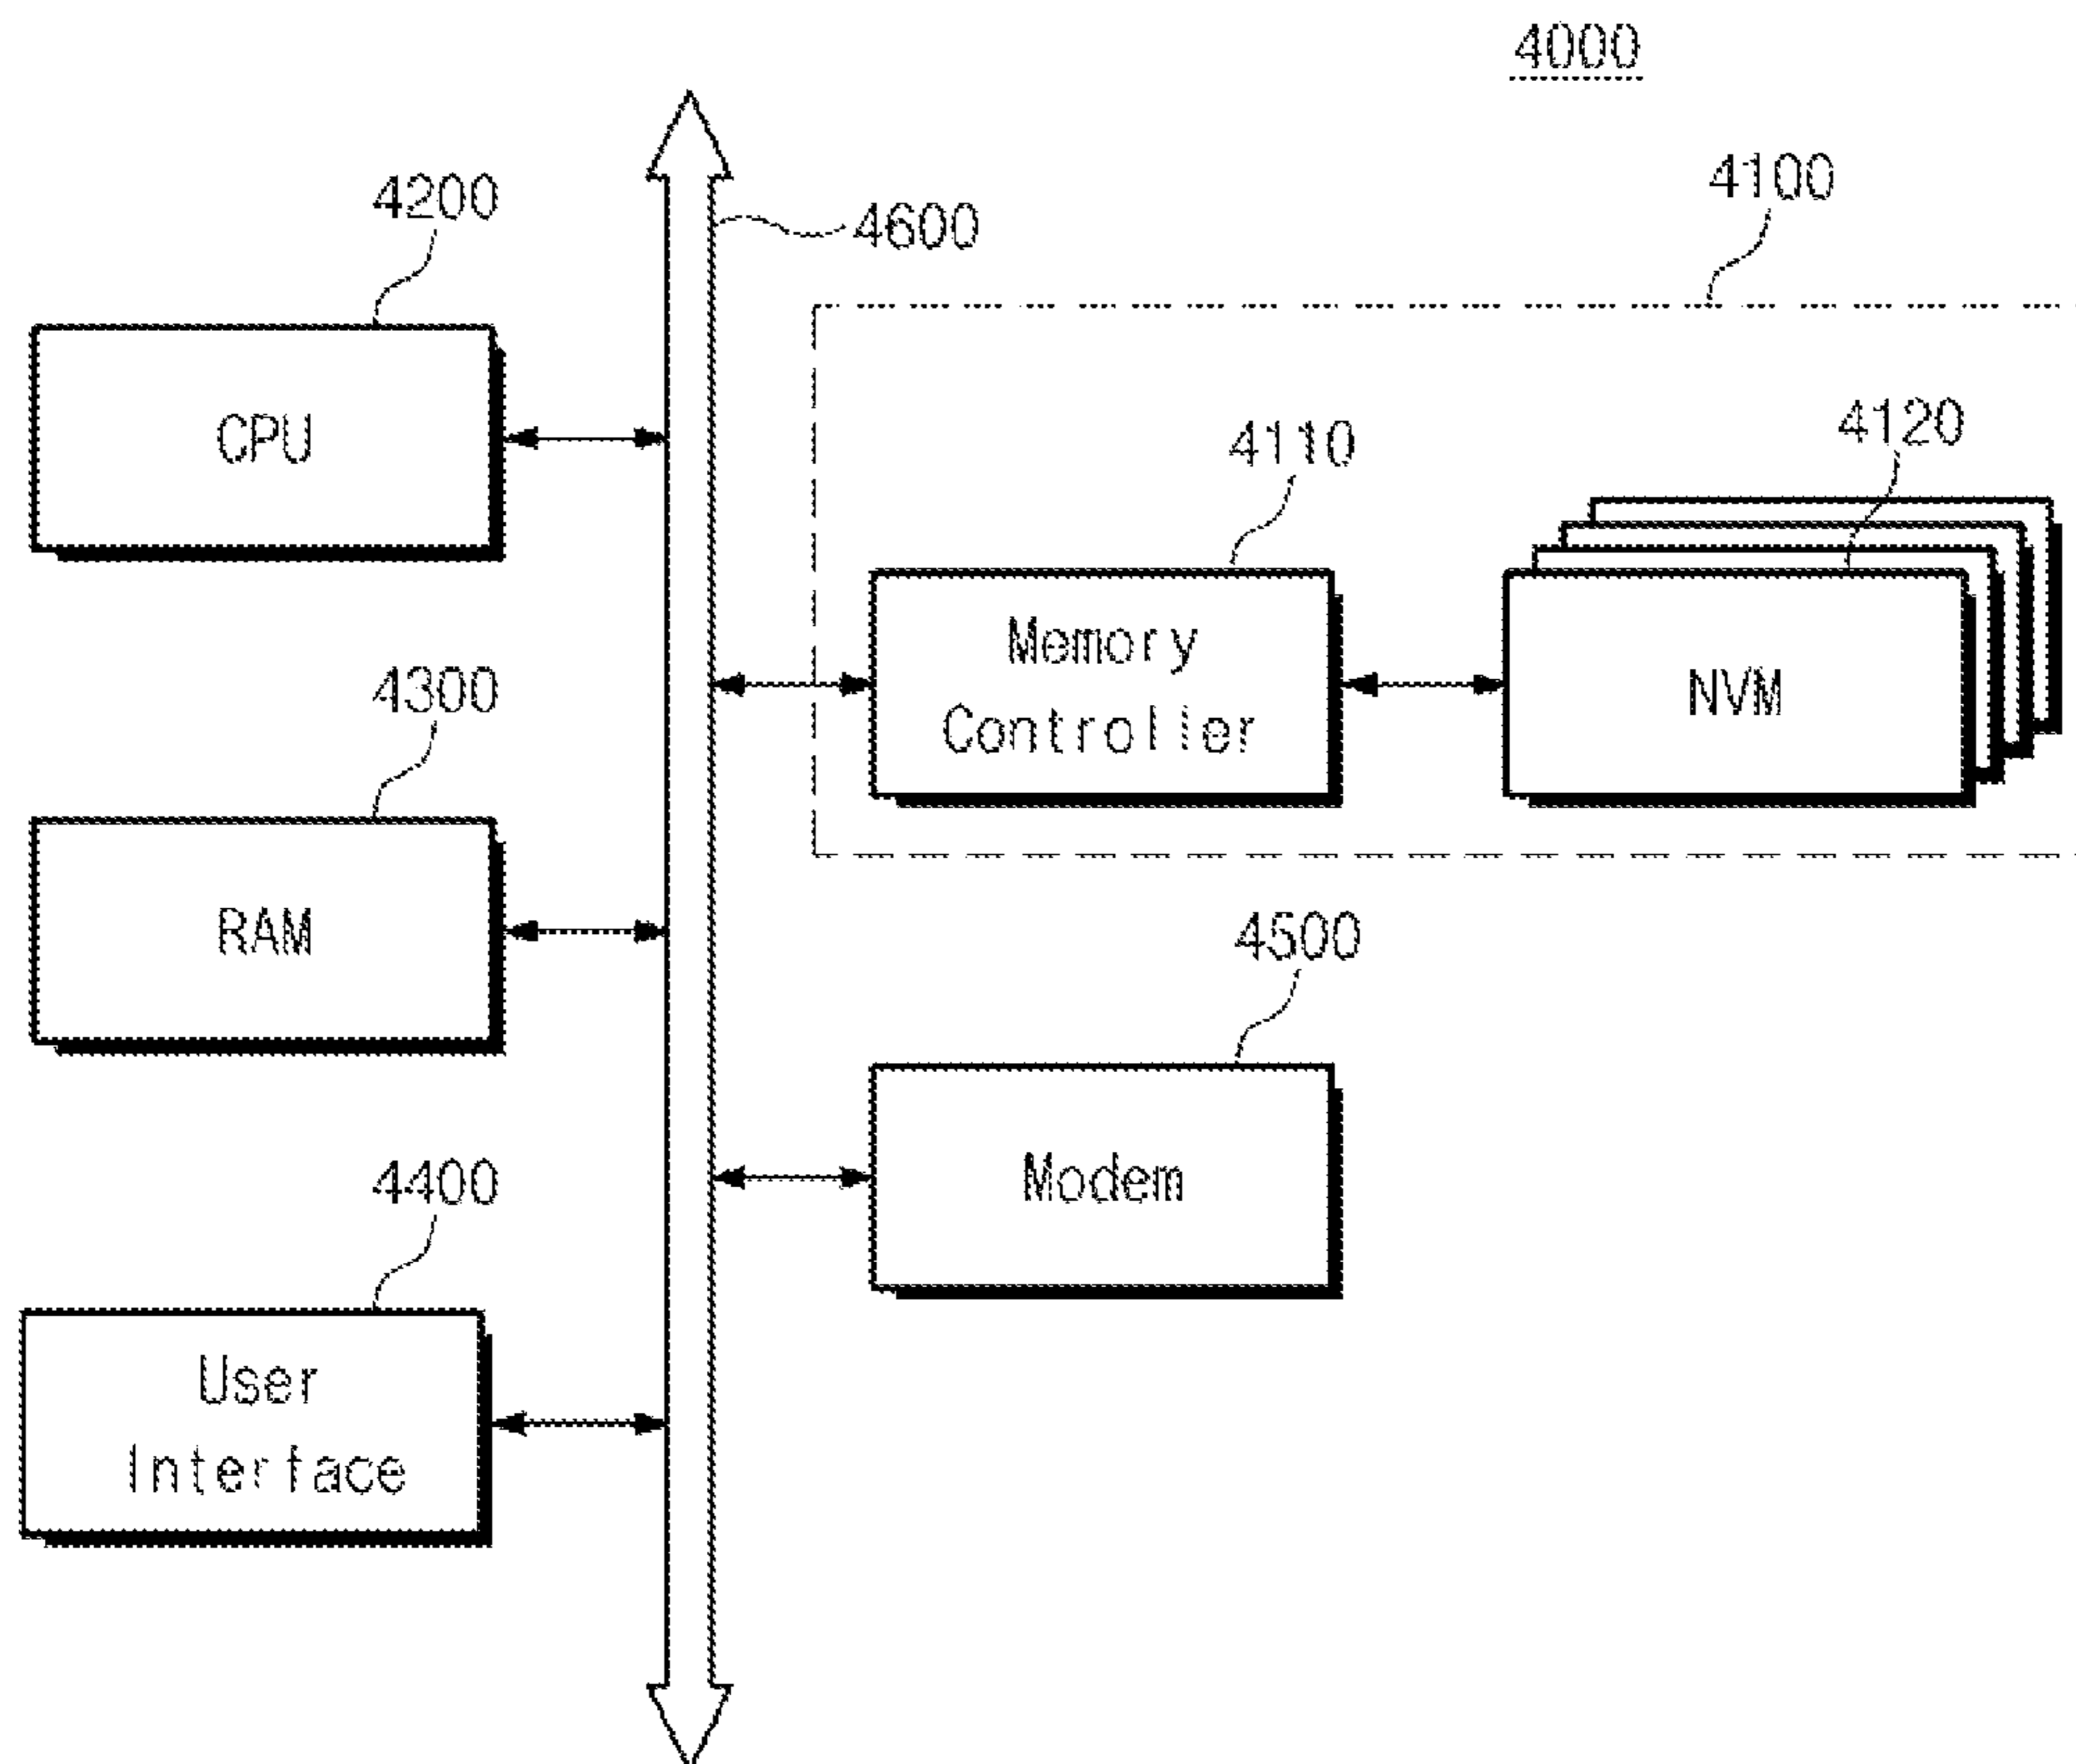 4000
4200
4600
4100
CPU
4110
4120
Memory
Controller
NVM
4300
RAM
4500
Modem
4400
User
Interface